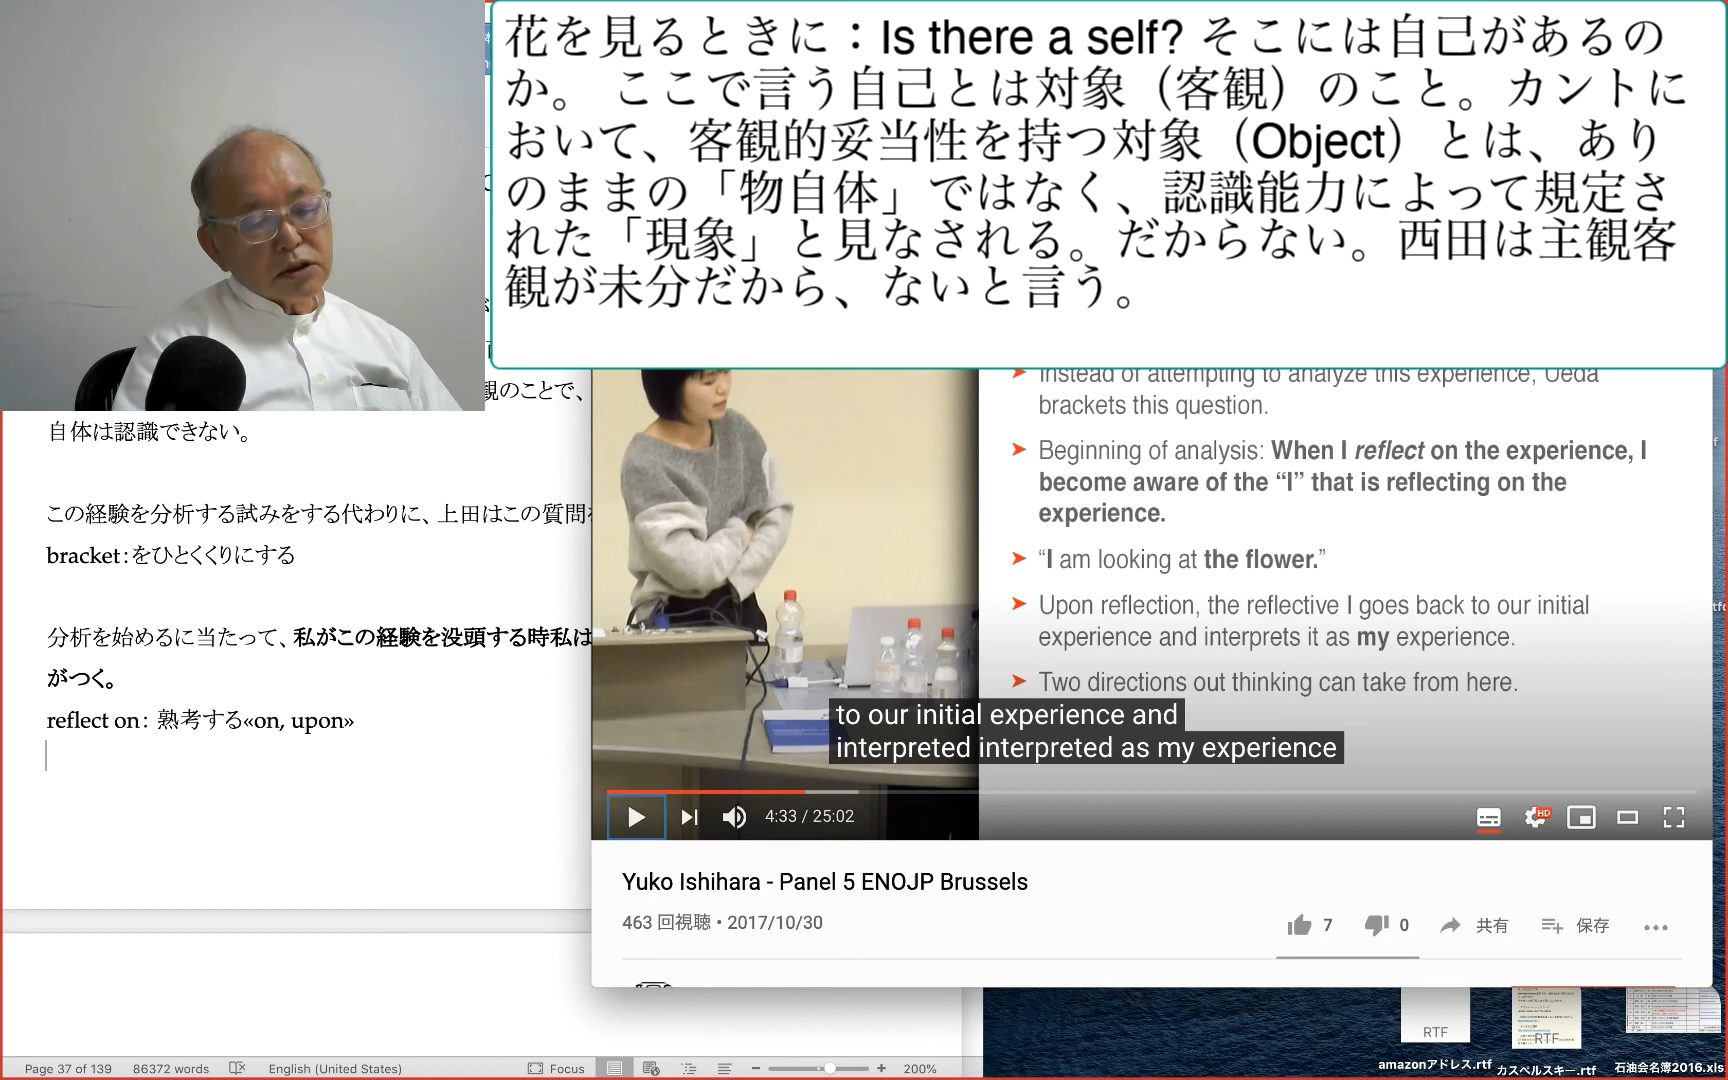 花を見るときに：Is there a self? そこには自己があるの
か。 ここで言う自己とは対象（客観）のこと。カントに
おいて、客観的妥当性を持つ対象（Object）とは、あり
のままの「物自体」ではなく、認識能力によって規定さ
れた「現象」と見なされる。だからない。西田は主観客
観が未分だから、ないと言う。
観のことで、
自体は認識できない。
この経験を分析する試みをする代わりに、上田はこの質問
bracket：をひとくくりにする
分析を始めるに当たって、私がこの経験を没頭する時私は
がつく。
reflect on： 熟考する«on, upon»
Instead of attempting to analyze this experience, Ueda
brackets this question.
Beginning of analysis: When I reflect on the experience, I
become aware of the “I” that is reflecting on the
experience.
“I am looking at the flower.”
Upon reflection, the reflective I goes back to our initial
experience and interprets it as my experience.
Two directions out thinking can take from here.
to our initial experience and
interpreted interpreted as my experience
4:33 / 25:02
HD
Yuko Ishihara - Panel 5 ENOJP Brussels
463 回視聴・2017/10/30
7 0 共有 保存
RTF
RTF
amazonアドレス.rtf
カスペルスキー.rtf
石油会名簿2016.xls
Page 37 of 139 86372 words English (United States) Focus 200%